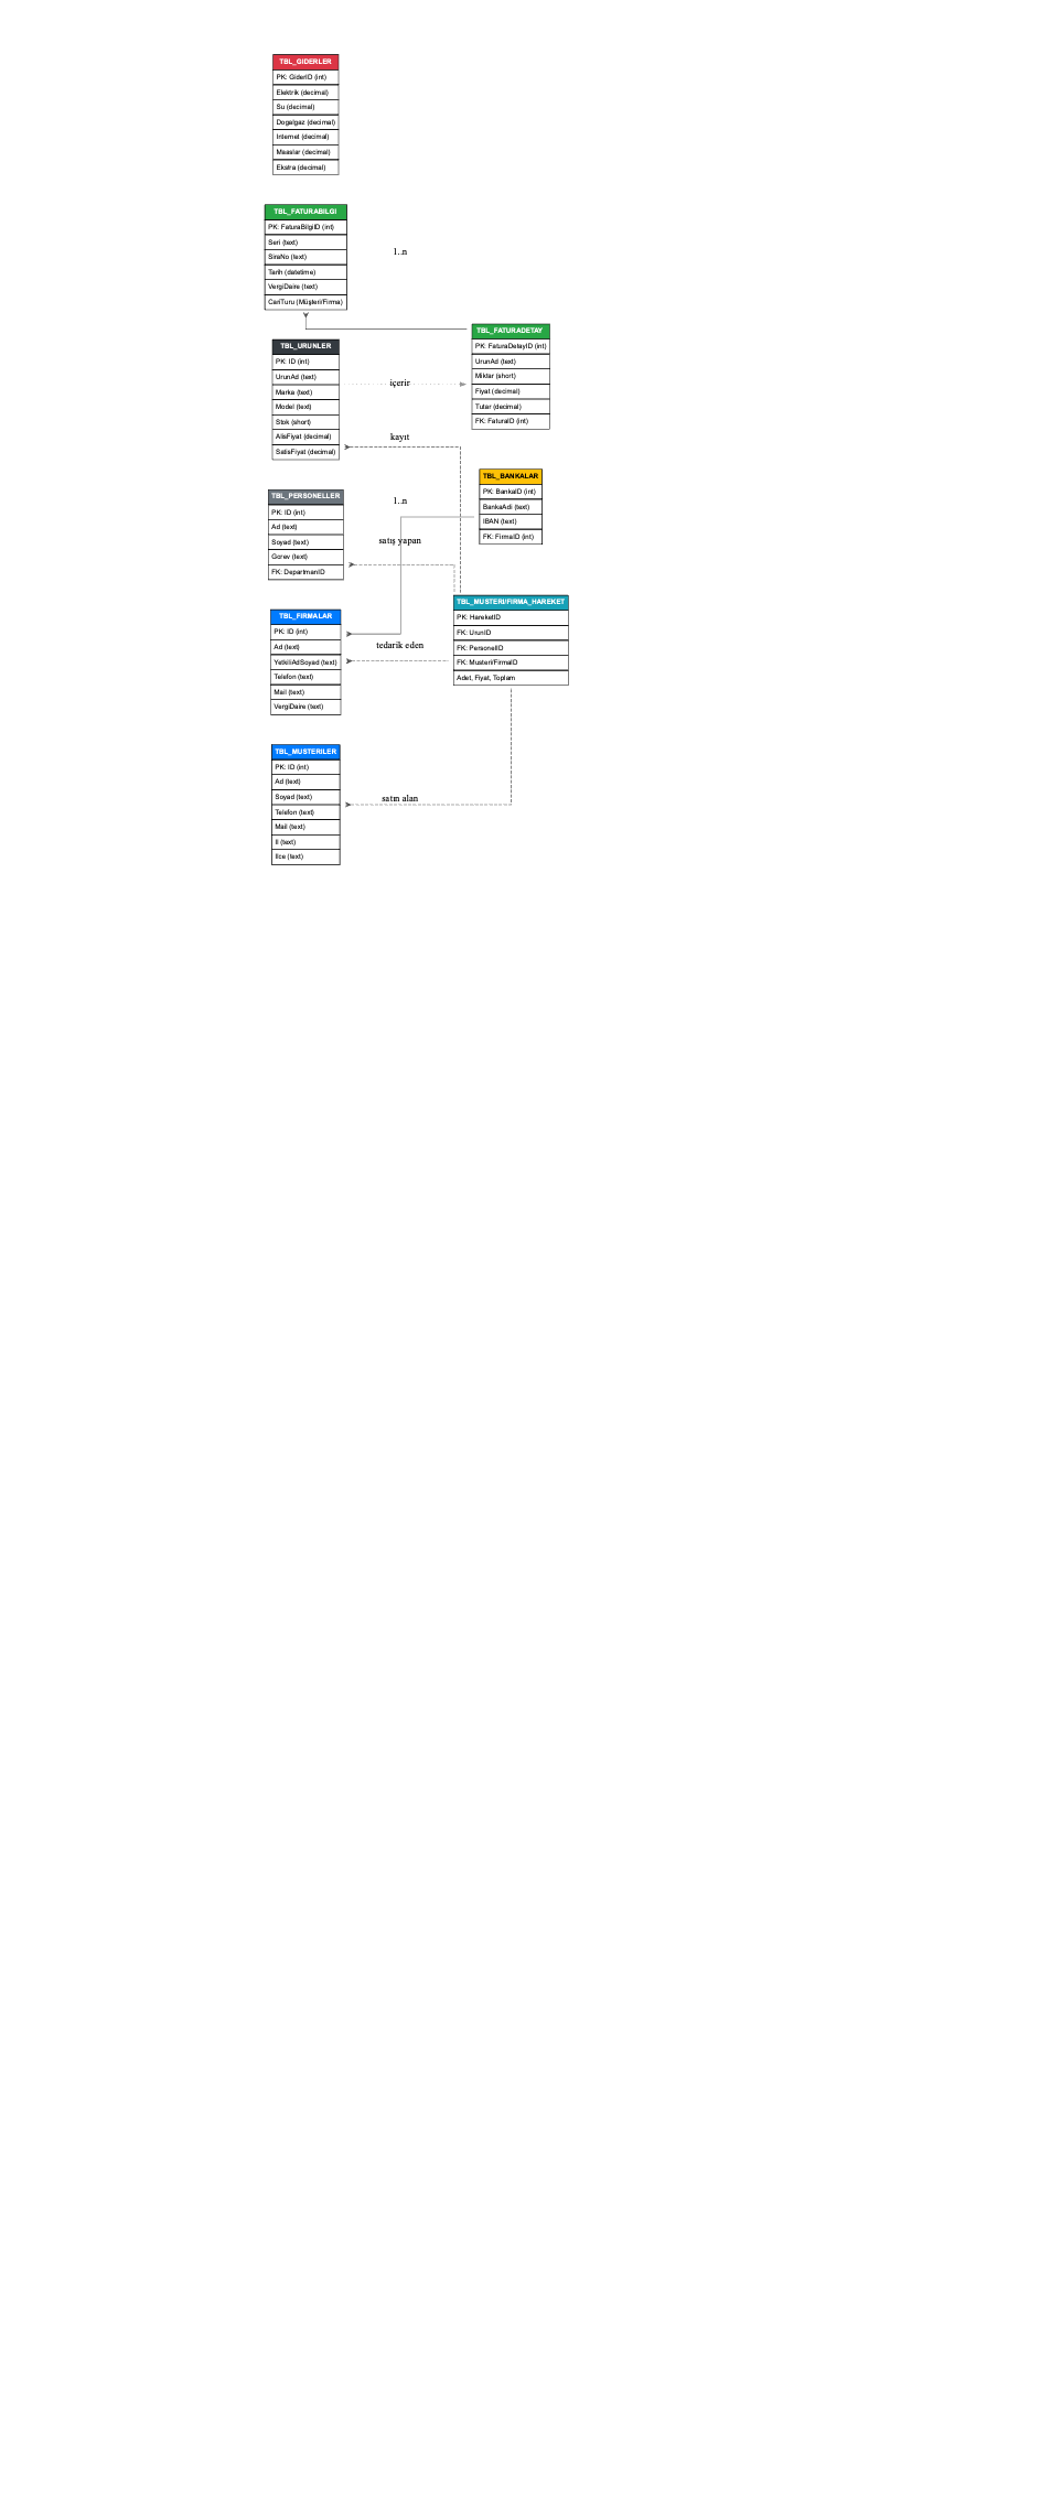 TBL_GIDERLER
PK: GiderID (int)
Elektrik (decimal)
Su (decimal)
Dogalgaz (decimal)
Internet (decimal)
Maaslar (decimal)
Ekstra (decimal)
TBL_FATURABILGI
PK: FaturaBilgiID (int)
Seri (text)
SiraNo (text)
Tarih (datetime)
VergiDaire (text)
CariTuru (Müşteri/Firma)
1..n
TBL_FATURADETAY
PK: FaturaDetayID (int)
UrunAd (text)
Miktar (short)
Fiyat (decimal)
Tutar (decimal)
FK: FaturaID (int)
TBL_URUNLER
PK: ID (int)
UrunAd (text)
Marka (text)
Model (text)
Stok (short)
AlisFiyat (decimal)
SatisFiyat (decimal)
içerir
kayıt
TBL_BANKALAR
PK: BankaID (int)
BankaAdi (text)
IBAN (text)
FK: FirmaID (int)
TBL_PERSONELLER
PK: ID (int)
Ad (text)
Soyad (text)
Gorev (text)
FK: DepartmanID
1..n
satış yapan
TBL_MUSTERI/FIRMA_HAREKET
PK: HareketID
FK: UrunID
FK: PersonelID
FK: Musteri/FirmaID
Adet, Fiyat, Toplam
TBL_FIRMALAR
PK: ID (int)
Ad (text)
YetkiliAdSoyad (text)
Telefon (text)
Mail (text)
VergiDaire (text)
tedarik eden
TBL_MUSTERILER
PK: ID (int)
Ad (text)
Soyad (text)
Telefon (text)
Mail (text)
Il (text)
Ilce (text)
satın alan